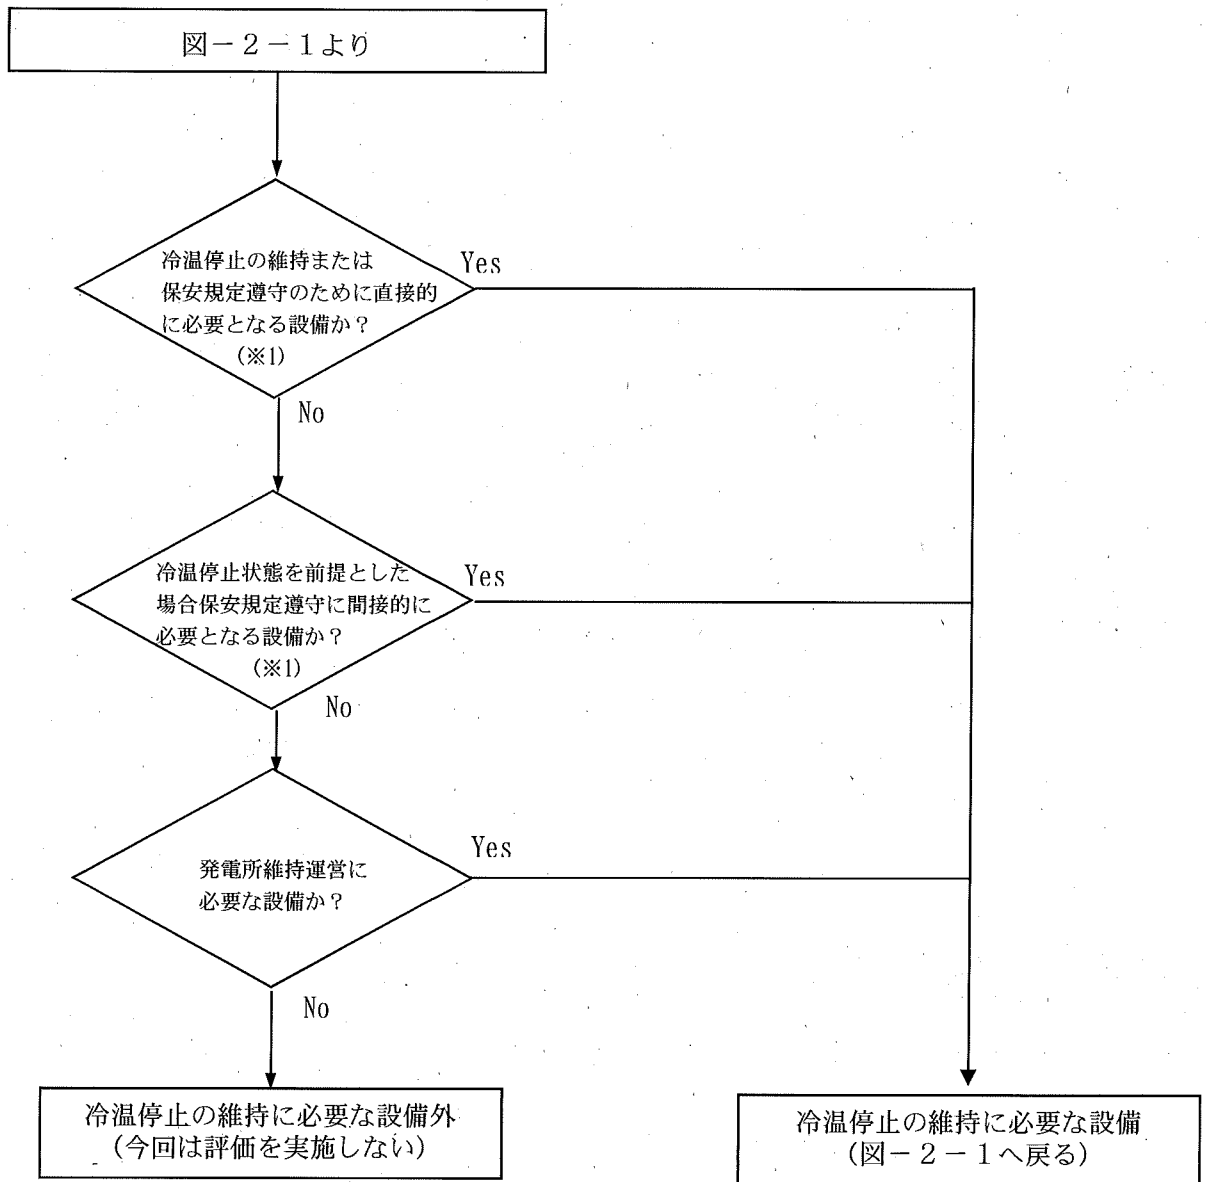 図－２－１より
冷温停止の維持または
保安規定遵守のために直接的
に必要となる設備か？
(※1)
Yes
No
冷温停止状態を前提とした
場合保安規定遵守に間接的に
必要となる設備か？
(※1)
Yes
No
発電所維持運営に
必要な設備か？
Yes
No
冷温停止の維持に必要な設備外
（今回は評価を実施しない）
冷温停止の維持に必要な設備
（図－２－１へ戻る）